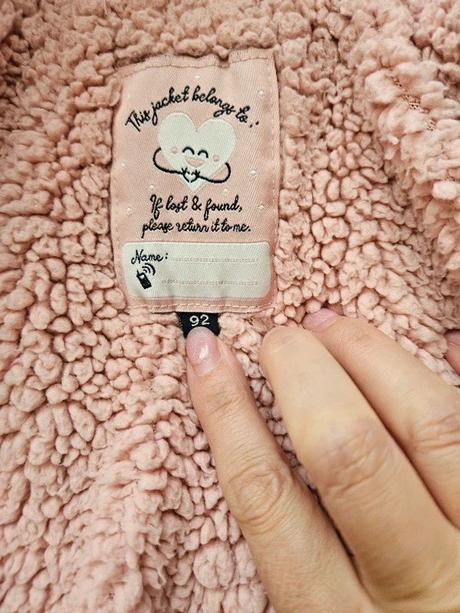 This jacket belongs to:
If lost & found,
please return it to me.
Name:
92